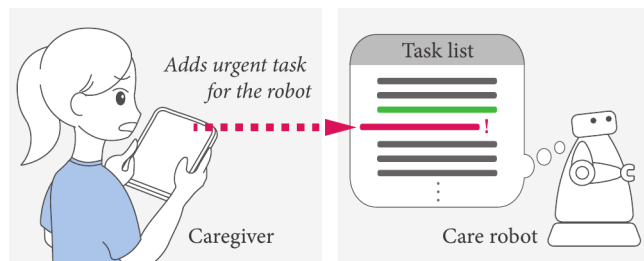 Adds urgent task
for the robot
Caregiver
Task list
!
Care robot